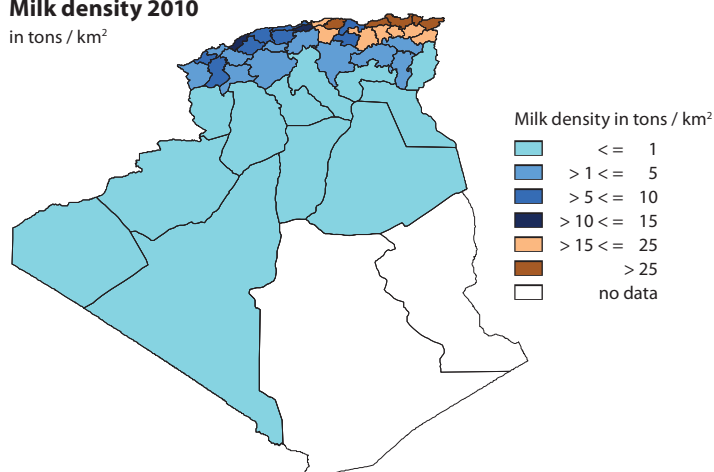 Milk density 2010
in tons / km²
Milk density in tons / km²
<= 1
> 1 <= 5
> 5 <= 10
> 10 <= 15
> 15 <= 25
> 25
no data